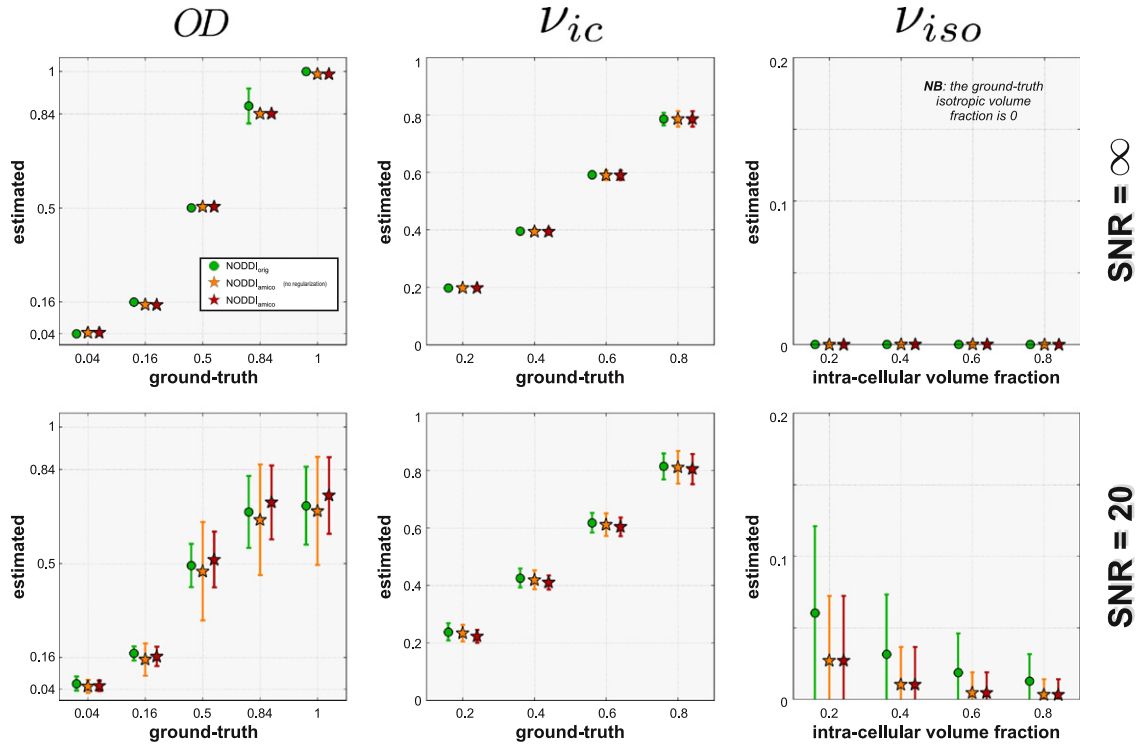 OD
ν_ic
ν_iso
1
0.84
0.5
0.16
0.04
estimated
NODDI_orig
NODDI_amico (no regularization)
NODDI_amico
0.04 0.16 0.5 0.84 1
ground-truth
1
0.8
0.6
0.4
0.2
0
estimated
0.2 0.4 0.6 0.8
ground-truth
0.2
0.1
0
estimated
NB: the ground-truth
isotropic volume
fraction is 0
0.2 0.4 0.6 0.8
intra-cellular volume fraction
SNR = ∞
1
0.84
0.5
0.16
0.04
estimated
0.04 0.16 0.5 0.84 1
ground-truth
1
0.8
0.6
0.4
0.2
0
estimated
0.2 0.4 0.6 0.8
ground-truth
0.2
0.1
0
estimated
0.2 0.4 0.6 0.8
intra-cellular volume fraction
SNR = 20